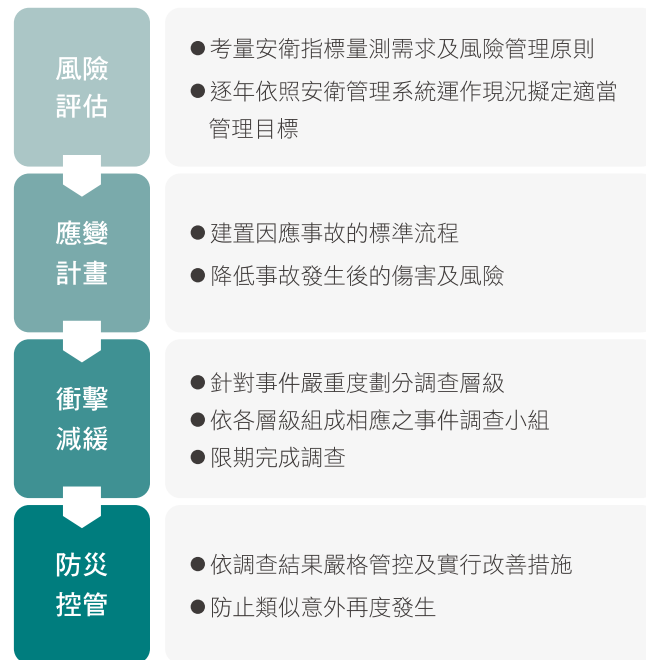 風險
評估
●考量安衛指標量測需求及風險管理原則
●逐年依照安衛管理系統運作現況擬定適當
管理目標
應變
計畫
●建置因應事故的標準流程
●降低事故發生後的傷害及風險
衝擊
減緩
●針對事件嚴重度劃分調查層級
●依各層級組成相應之事件調查小組
●限期完成調查
防災
控管
●依調查結果嚴格管控及實行改善措施
●防止類似意外再度發生